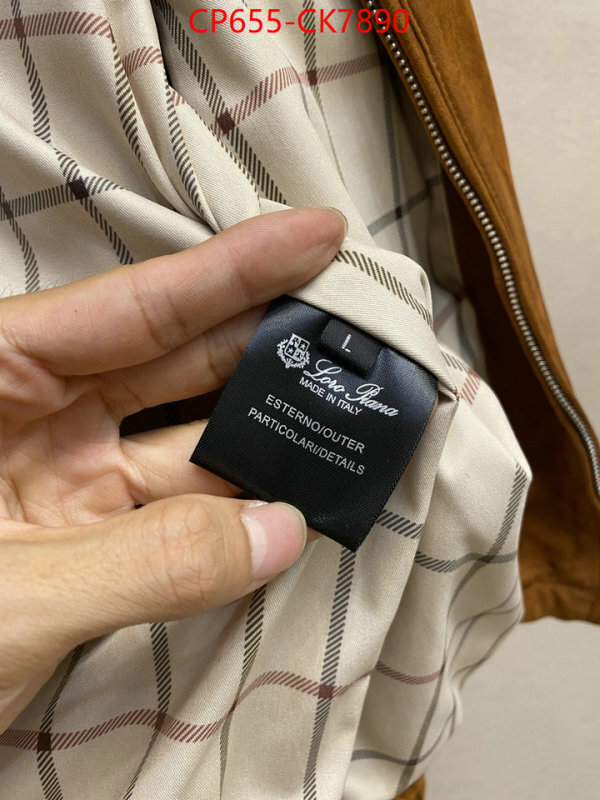 CP655-CK7890
L
Loro Piana
MADE IN ITALY
ESTERNO/OUTER
PARTICOLARI/DETAILS